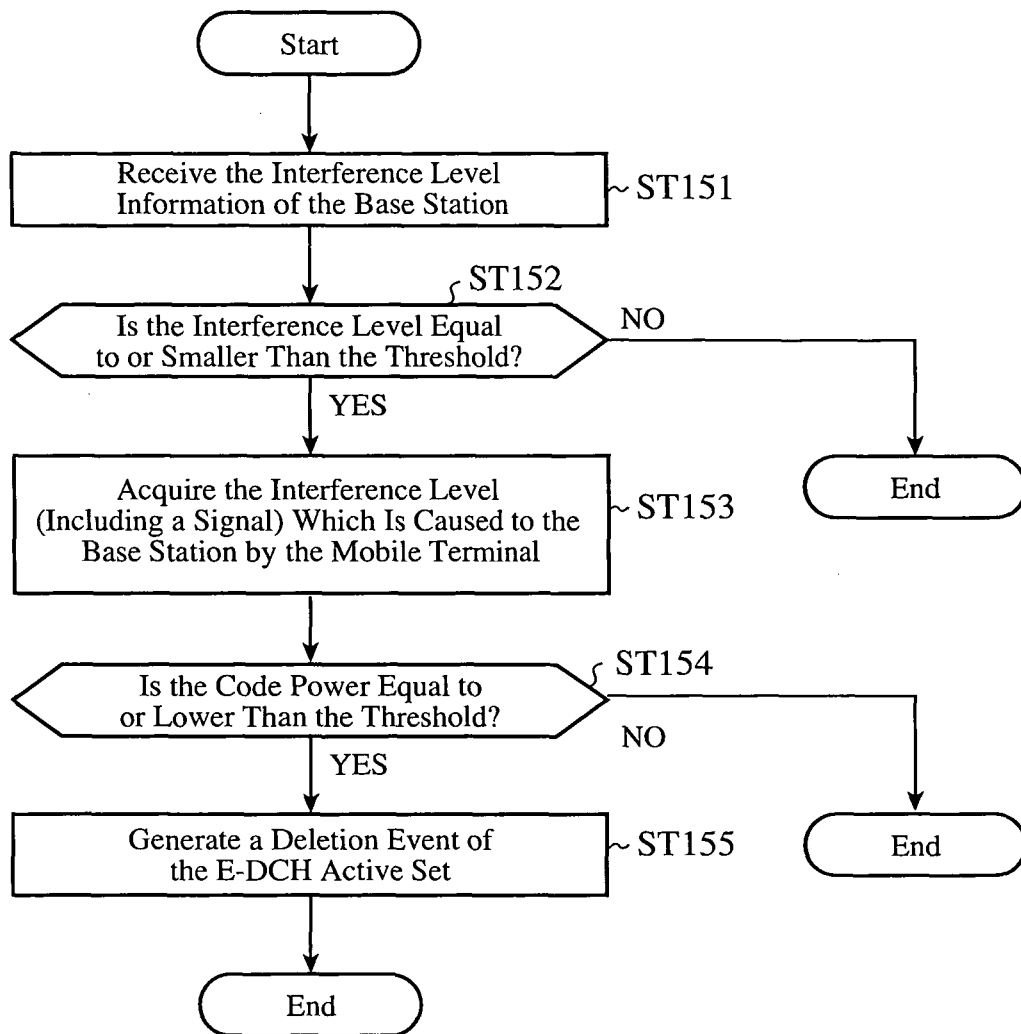 Start
Receive the Interference Level
Information of the Base Station
ST151
ST152
Is the Interference Level Equal
to or Smaller Than the Threshold?
NO
YES
End
Acquire the Interference Level
(Including a Signal) Which Is Caused to the
Base Station by the Mobile Terminal
ST153
ST154
Is the Code Power Equal to
or Lower Than the Threshold?
NO
YES
End
Generate a Deletion Event of
the E-DCH Active Set
ST155
End